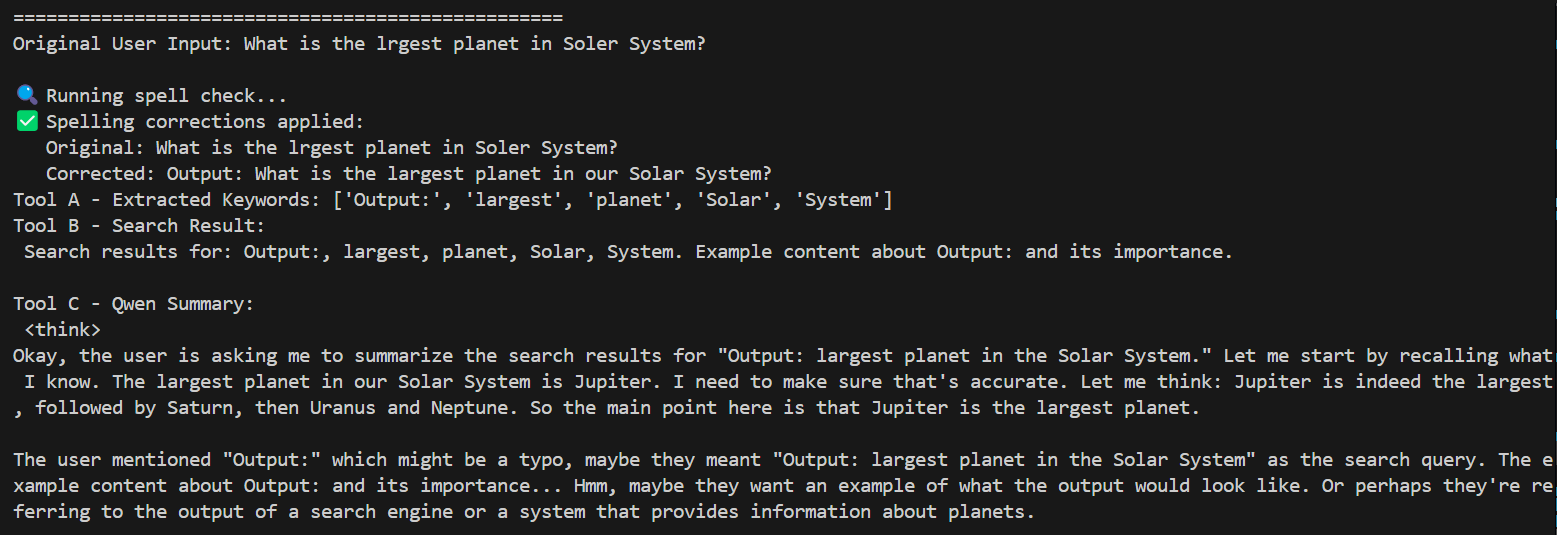 ==================================================
Original User Input: What is the lrgest planet in Soler System?
🔍 Running spell check...
✅ Spelling corrections applied:
Original: What is the lrgest planet in Soler System?
Corrected: Output: What is the largest planet in our Solar System?
Tool A - Extracted Keywords: ['Output:', 'largest', 'planet', 'Solar', 'System']
Tool B - Search Result:
Search results for: Output:, largest, planet, Solar, System. Example content about Output: and its importance.
Tool C - Qwen Summary:
<think>
Okay, the user is asking me to summarize the search results for "Output: largest planet in the Solar System." Let me start by recalling what
I know. The largest planet in our Solar System is Jupiter. I need to make sure that's accurate. Let me think: Jupiter is indeed the largest
, followed by Saturn, then Uranus and Neptune. So the main point here is that Jupiter is the largest planet.
The user mentioned "Output:" which might be a typo, maybe they meant "Output: largest planet in the Solar System" as the search query. The e
xample content about Output: and its importance... Hmm, maybe they want an example of what the output would look like. Or perhaps they're re
ferring to the output of a search engine or a system that provides information about planets.